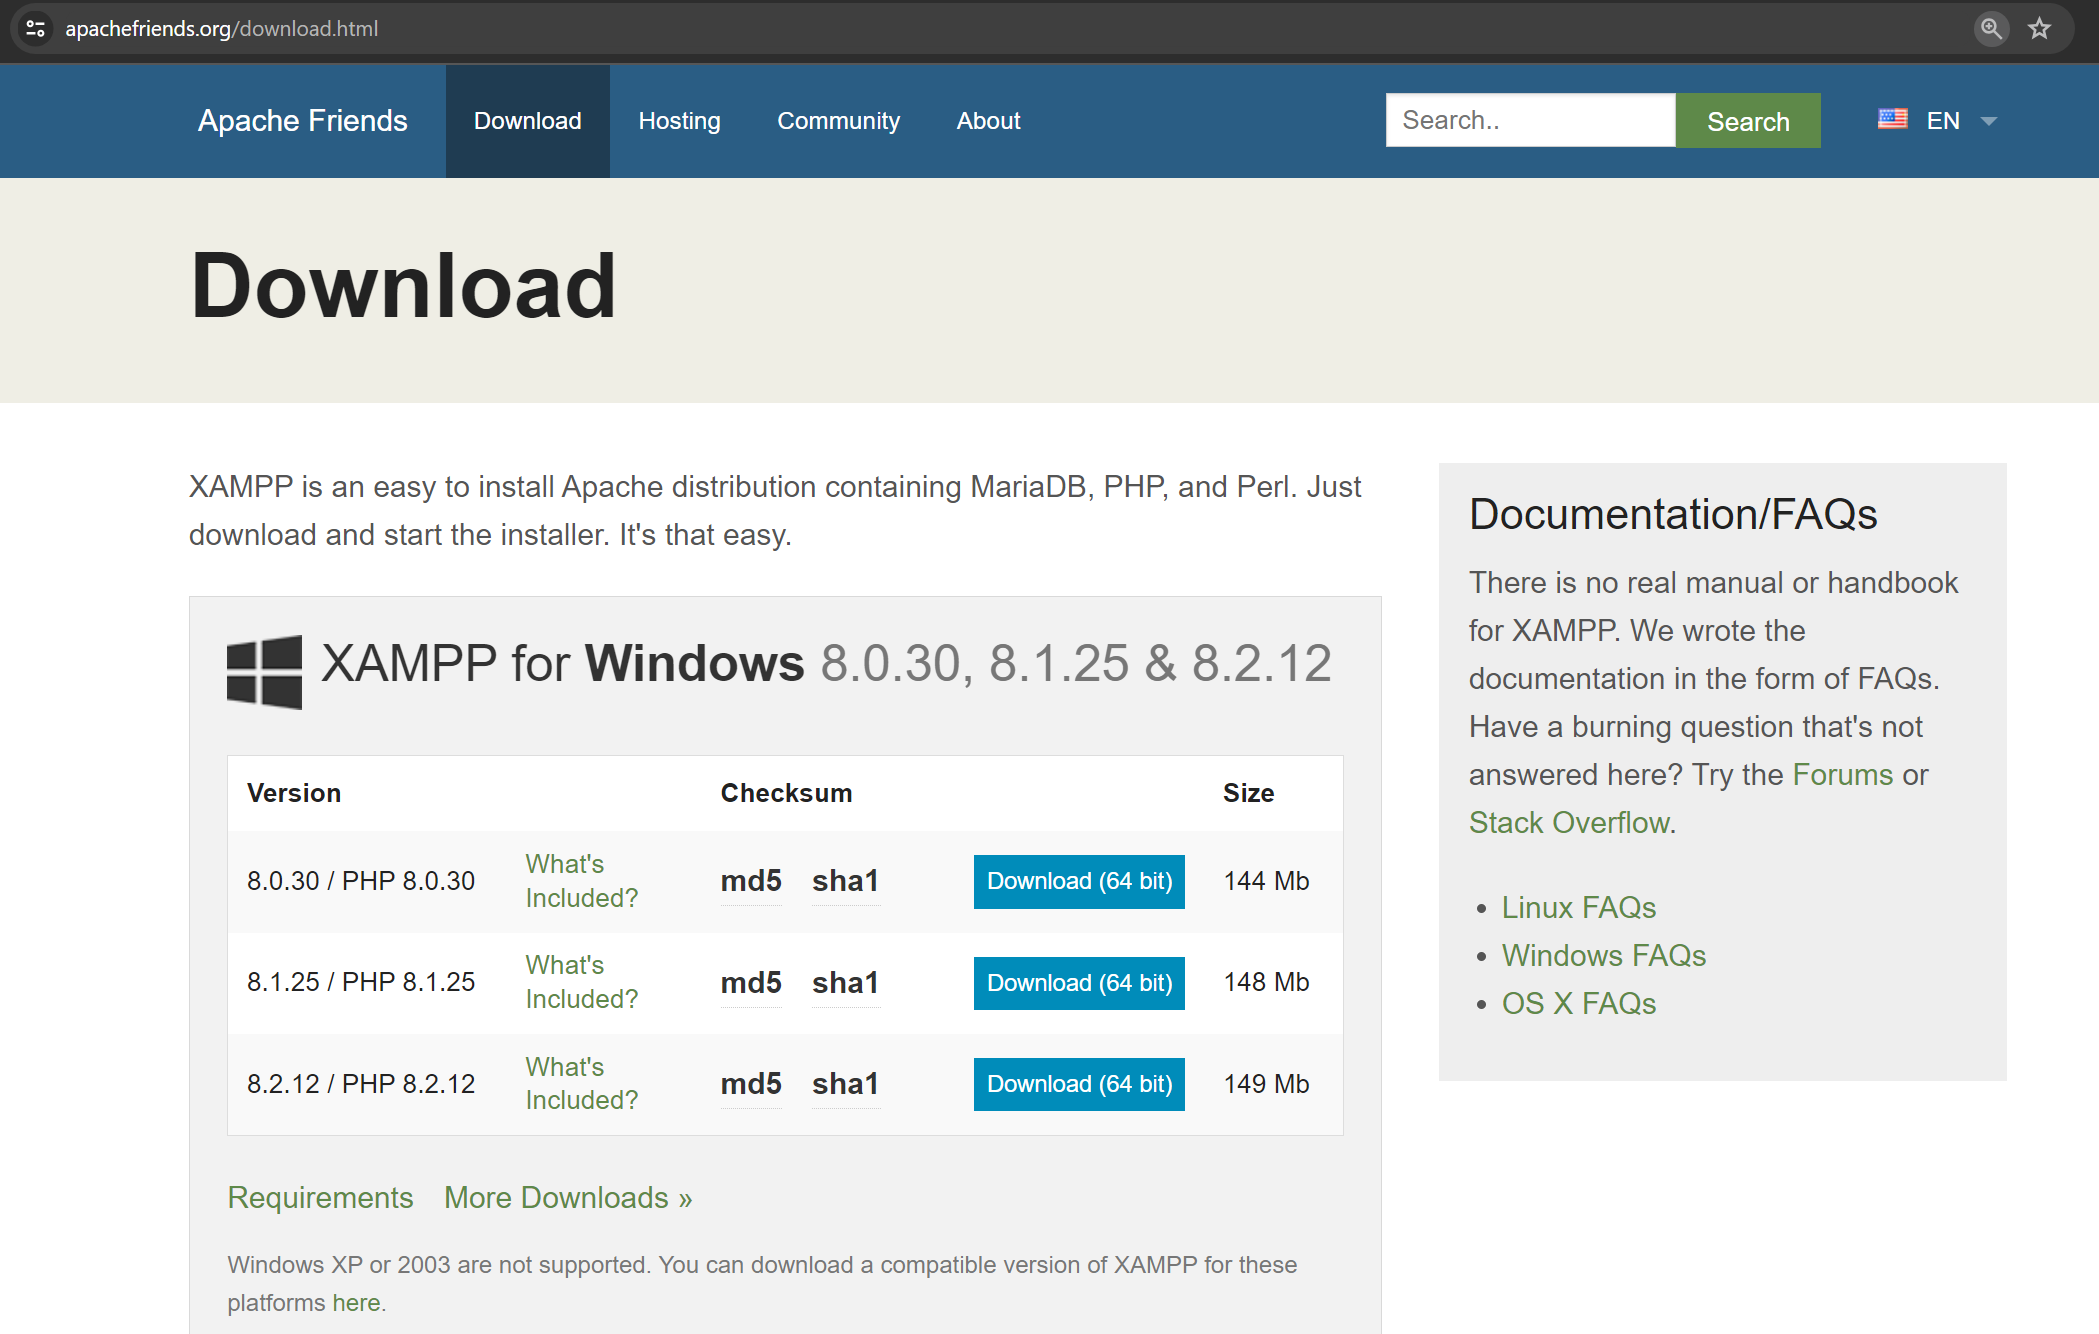 apachefriends.org/download.html
Apache Friends
Download
Hosting
Community
About
Search..
Search
EN
Download
XAMPP is an easy to install Apache distribution containing MariaDB, PHP, and Perl. Just
download and start the installer. It's that easy.
XAMPP for Windows 8.0.30, 8.1.25 & 8.2.12
Version Checksum Size
8.0.30 / PHP 8.0.30 What's Included? md5 sha1 Download (64 bit) 144 Mb
8.1.25 / PHP 8.1.25 What's Included? md5 sha1 Download (64 bit) 148 Mb
8.2.12 / PHP 8.2.12 What's Included? md5 sha1 Download (64 bit) 149 Mb
Requirements More Downloads »
Windows XP or 2003 are not supported. You can download a compatible version of XAMPP for these
platforms here.
Documentation/FAQs
There is no real manual or handbook
for XAMPP. We wrote the
documentation in the form of FAQs.
Have a burning question that's not
answered here? Try the Forums or
Stack Overflow.
• Linux FAQs
• Windows FAQs
• OS X FAQs